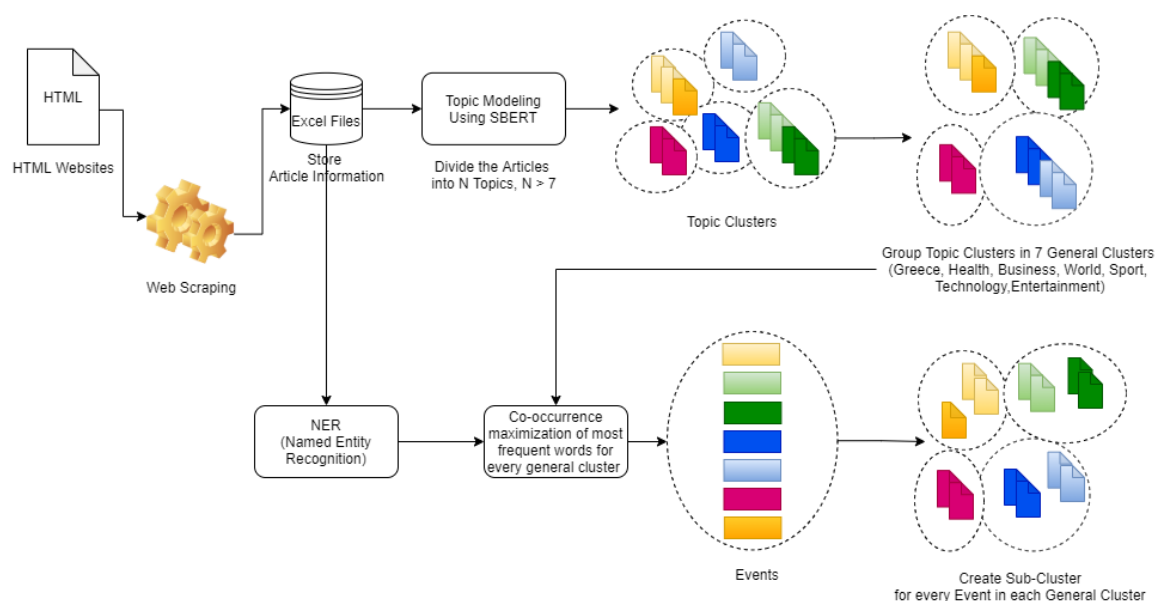 HTML
HTML Websites
Web Scraping
Excel Files
Store
Article Information
Topic Modeling
Using SBERT
Divide the Articles
into N Topics, N > 7
Topic Clusters
Group Topic Clusters in 7 General Clusters
(Greece, Health, Business, World, Sport,
Technology,Entertainment)
NER
(Named Entity
Recognition)
Co-occurrence
maximization of most
frequent words for
every general cluster
Events
Create Sub-Cluster
for every Event in each General Cluster